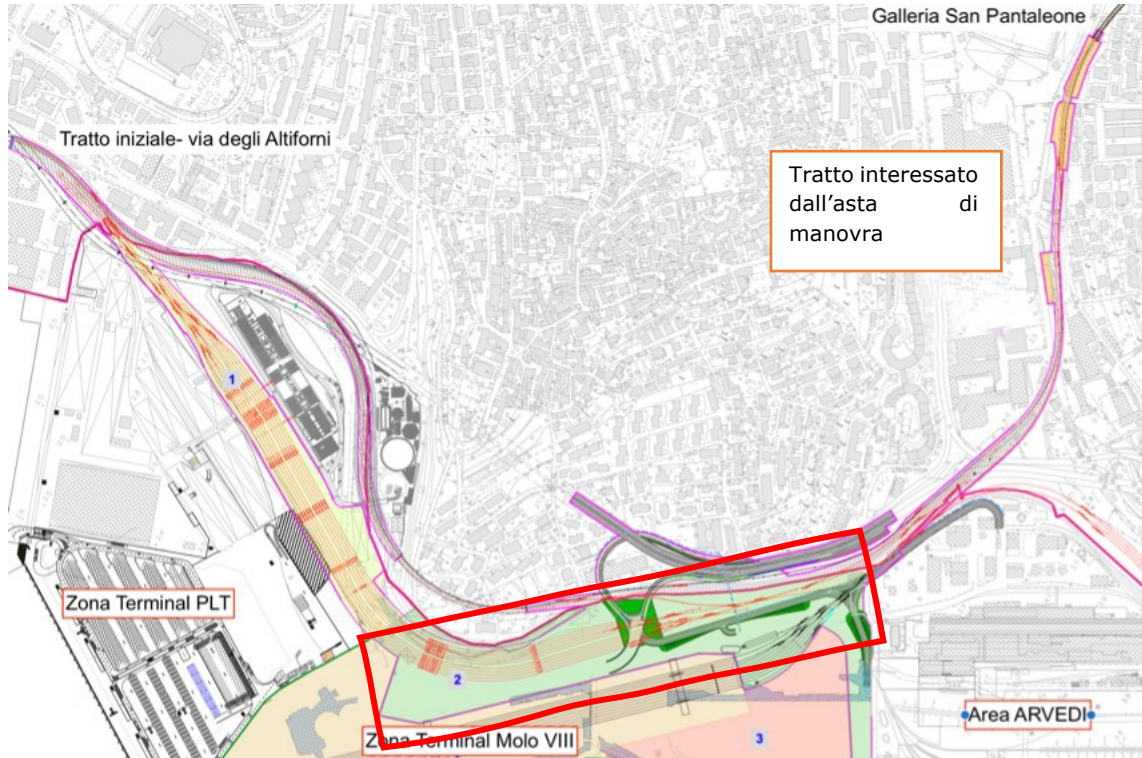 Galleria San Pantaleone
Tratto iniziale- via degli Altiforni
Tratto interessato
dall'asta di
manovra
1
Zona Terminal PLT
2
Zona Terminal Molo VIII
3
Area ARVEDI